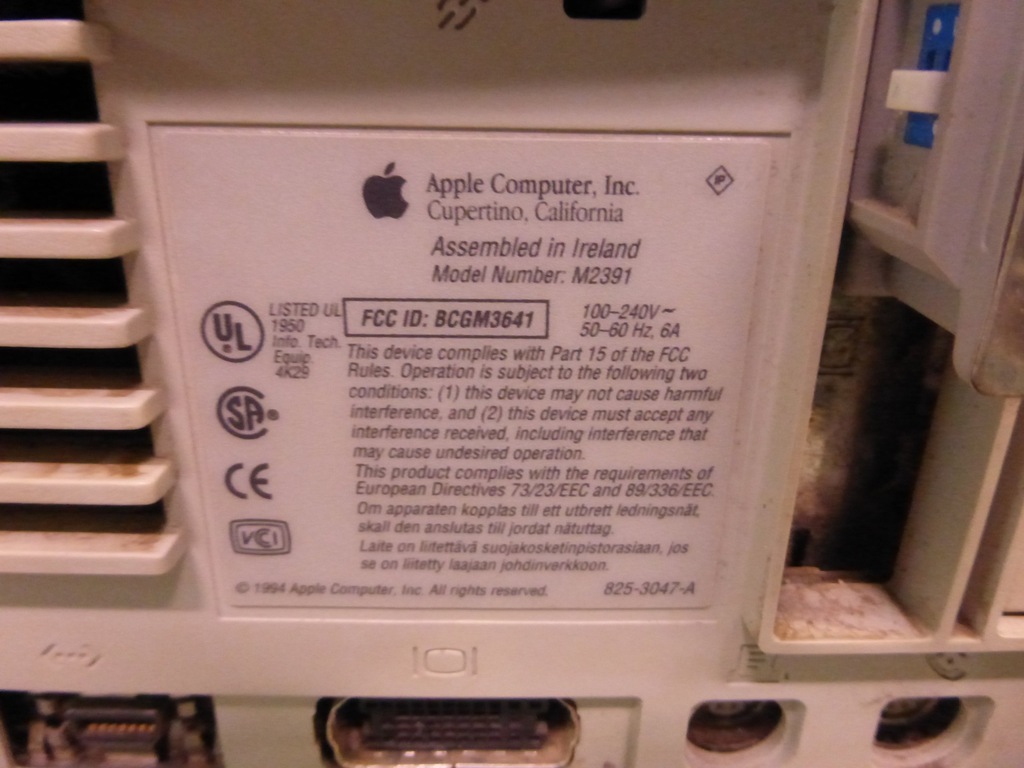 Apple Computer, Inc.
Cupertino, California
IP
Assembled in Ireland
Model Number: M2391
UL
LISTED UL
1950
Info. Tech.
Equip.
4K29
FCC ID: BCGM3641
100–240V~
50–60 Hz, 6A
This device complies with Part 15 of the FCC
Rules. Operation is subject to the following two
conditions: (1) this device may not cause harmful
interference, and (2) this device must accept any
interference received, including interference that
may cause undesired operation.
SA®
CE
VCI
This product complies with the requirements of
European Directives 73/23/EEC and 89/336/EEC.
Om apparaten kopplas till ett utbrett ledningsnät,
skall den anslutas till jordat nätuttag.
Laite on liitettävä suojakosketinpistorasiaan, jos
se on liitetty laajaan johdinverkkoon.
© 1994 Apple Computer, Inc. All rights reserved.
825-3047-A